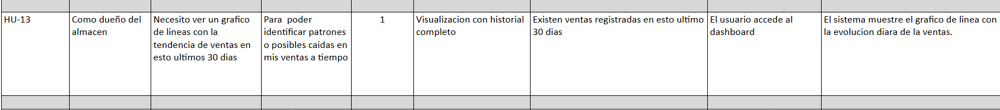 HU-13
Como dueño del
almacen
Necesito ver un grafico
de lineas con la
tendencia de ventas en
esto ultimos 30 dias
Para  poder
identificar patrones
o posibles caidas en
mis ventas a tiempo
1
Visualizacion con historial
completo
Existen ventas registradas en esto ultimo
30 dias
El usuario accede al
dashboard
El sistema muestre el grafico de linea con
la evolucion diara de la ventas.